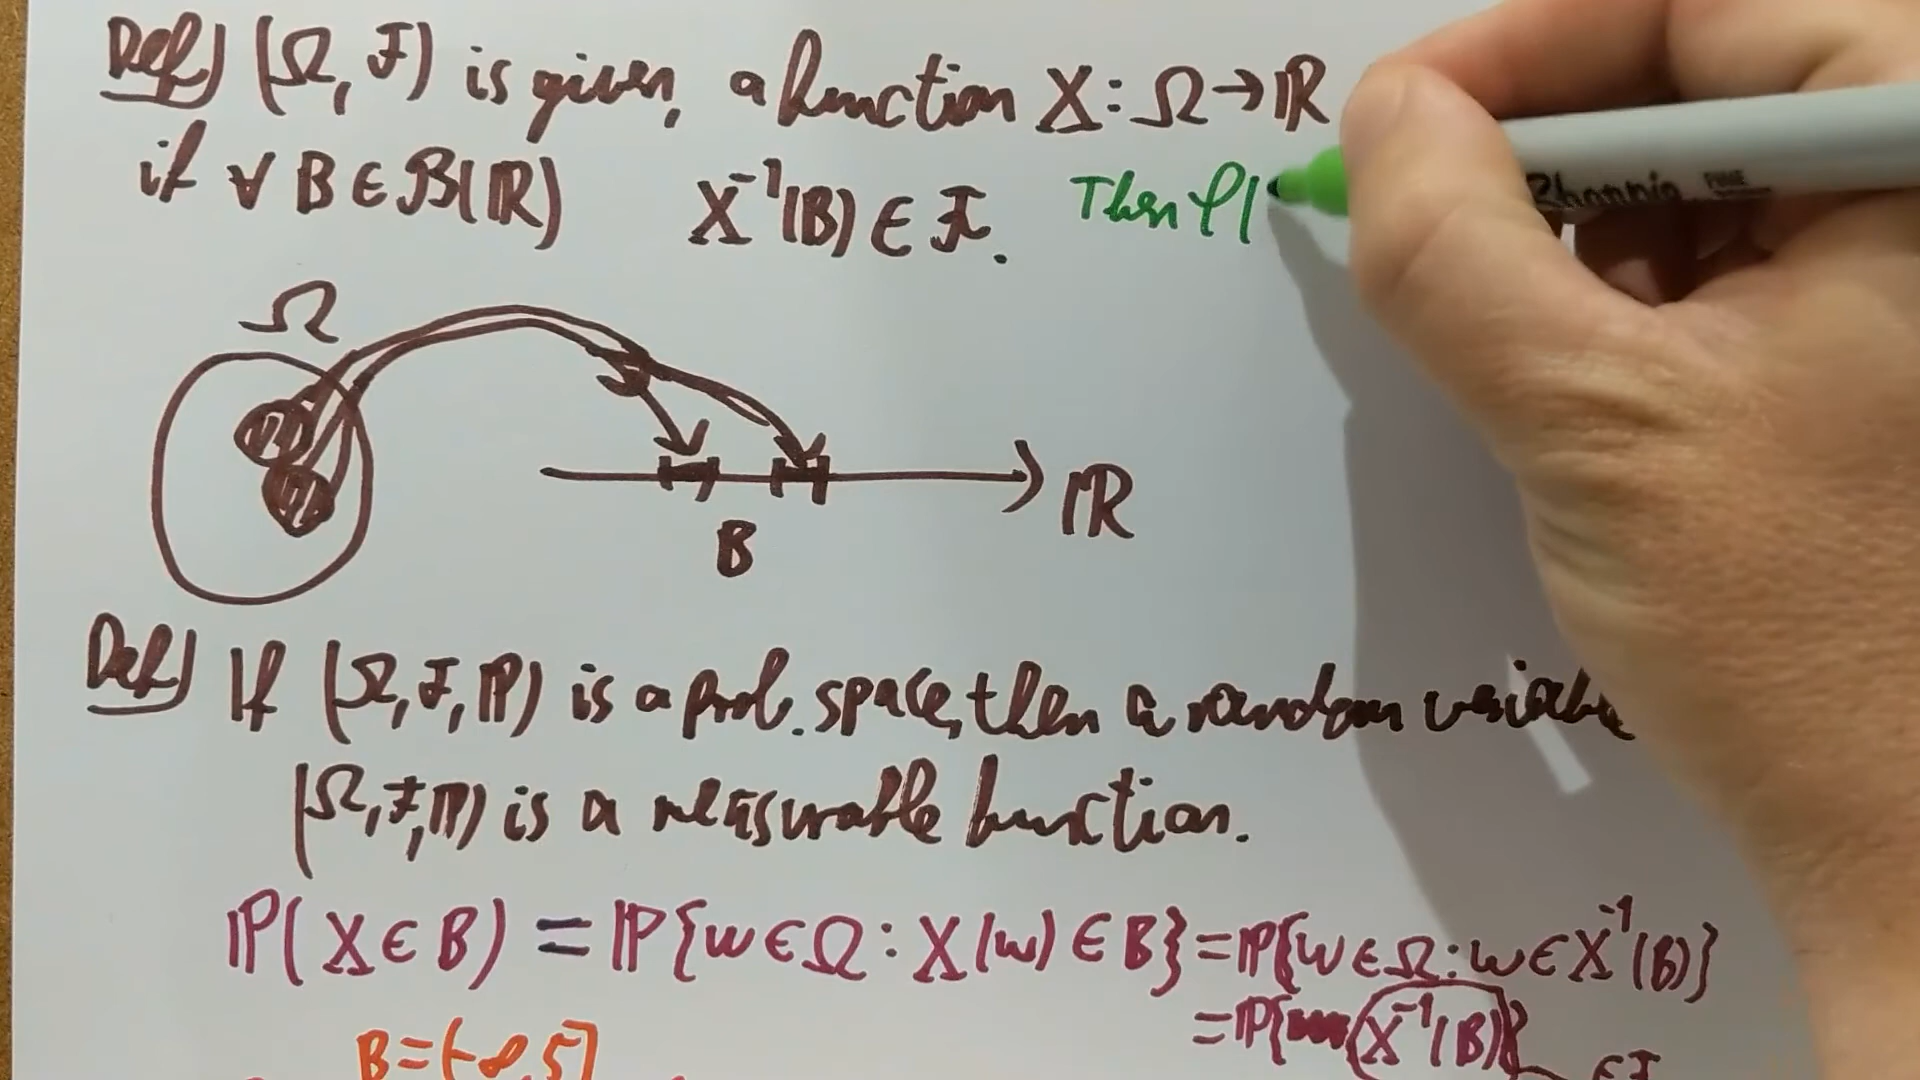 Def) (Ω, F) is given, a function X : Ω → ℝ
if ∀ B ∈ B(ℝ) X⁻¹(B) ∈ F. Then φ(
Ω
B
ℝ
Def) If (Ω, F, ℙ) is a prob. space, then a random variable
(Ω, F, ℙ) is a measurable function.
ℙ( X ∈ B ) = ℙ{w ∈ Ω : X(w) ∈ B} = ℙ{w ∈ Ω : w ∈ X⁻¹(B)}
= ℙ{ (X⁻¹(B)}
∈ F
B = (-∞, 5]